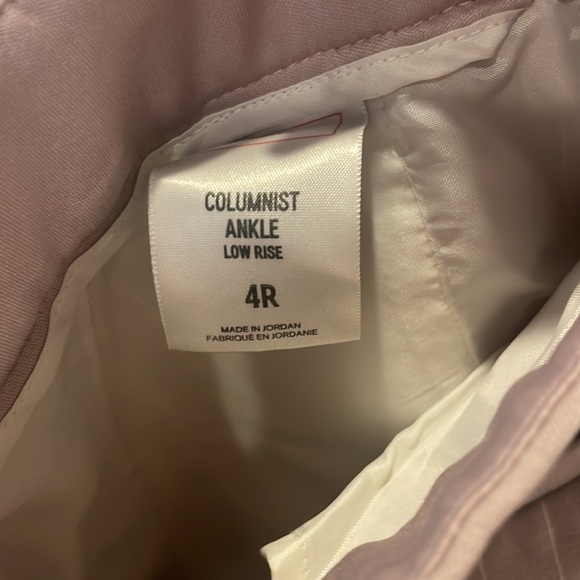 COLUMNIST
ANKLE
LOW RISE
4R
MADE IN JORDAN
FABRIQUÉ EN JORDANIE